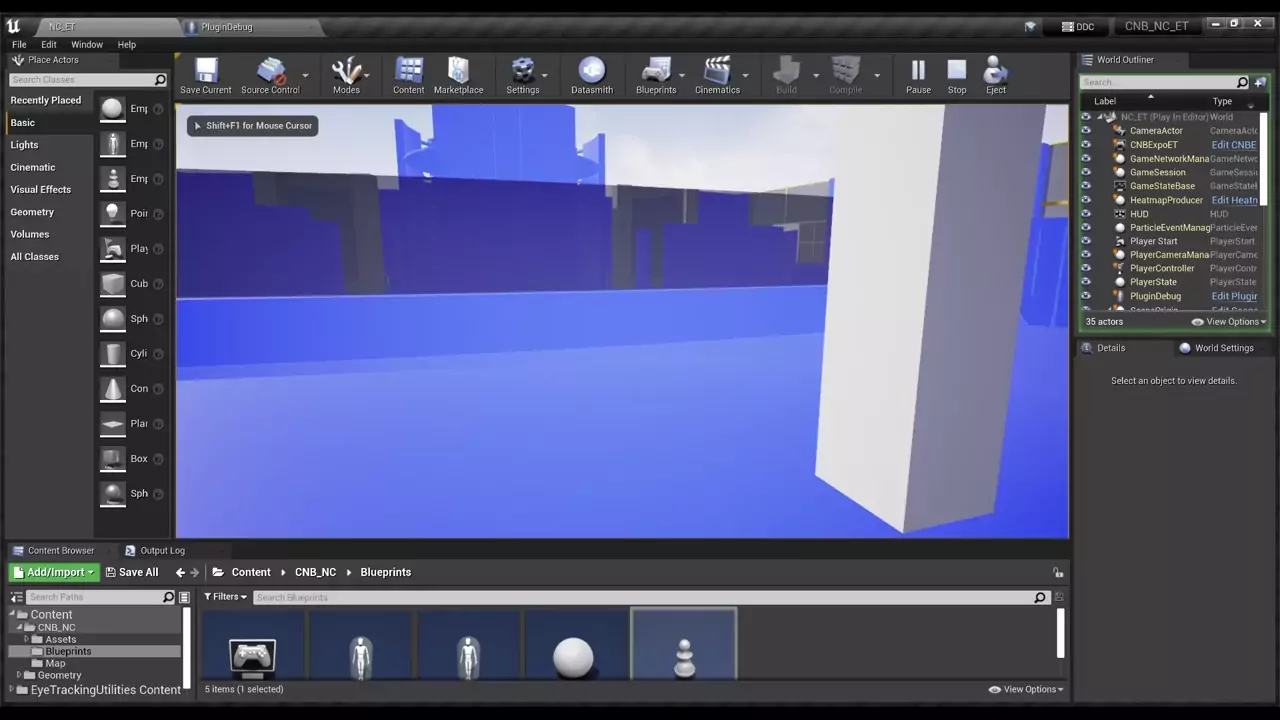 NC_ET
PluginDebug
DDC
CNB_NC_ET
File Edit Window Help
Place Actors
Search Classes
Recently Placed
Basic
Lights
Cinematic
Visual Effects
Geometry
Volumes
All Classes
Emp
Emp
Emp
Poin
Play
Cub
Sph
Cyli
Con
Plan
Box
Sph
Save Current
Source Control
Modes
Content
Marketplace
Settings
Datasmith
Blueprints
Cinematics
Build
Compile
Pause
Stop
Eject
Shift+F1 for Mouse Cursor
World Outliner
Search...
Label Type
NC_ET (Play In Editor) World
CameraActor CameraActo
CNBExpoET Edit CNBE
GameNetworkMana GameNetwo
GameSession GameSessi
GameStateBase GameStateB
HeatmapProducer Edit Heatn
HUD HUD
ParticleEventManag ParticleEver
Player Start PlayerStart
PlayerCameraMana PlayerCame
PlayerController PlayerContr
PlayerState PlayerState
PluginDebug Edit Plugin
35 actors
View Options
Details
World Settings
Select an object to view details.
Content Browser
Output Log
Add/Import
Save All
Content
CNB_NC
Blueprints
Search Paths
Filters
Search Blueprints
Content
CNB_NC
Assets
Blueprints
Map
Geometry
EyeTrackingUtilities Content
5 items (1 selected)
View Options